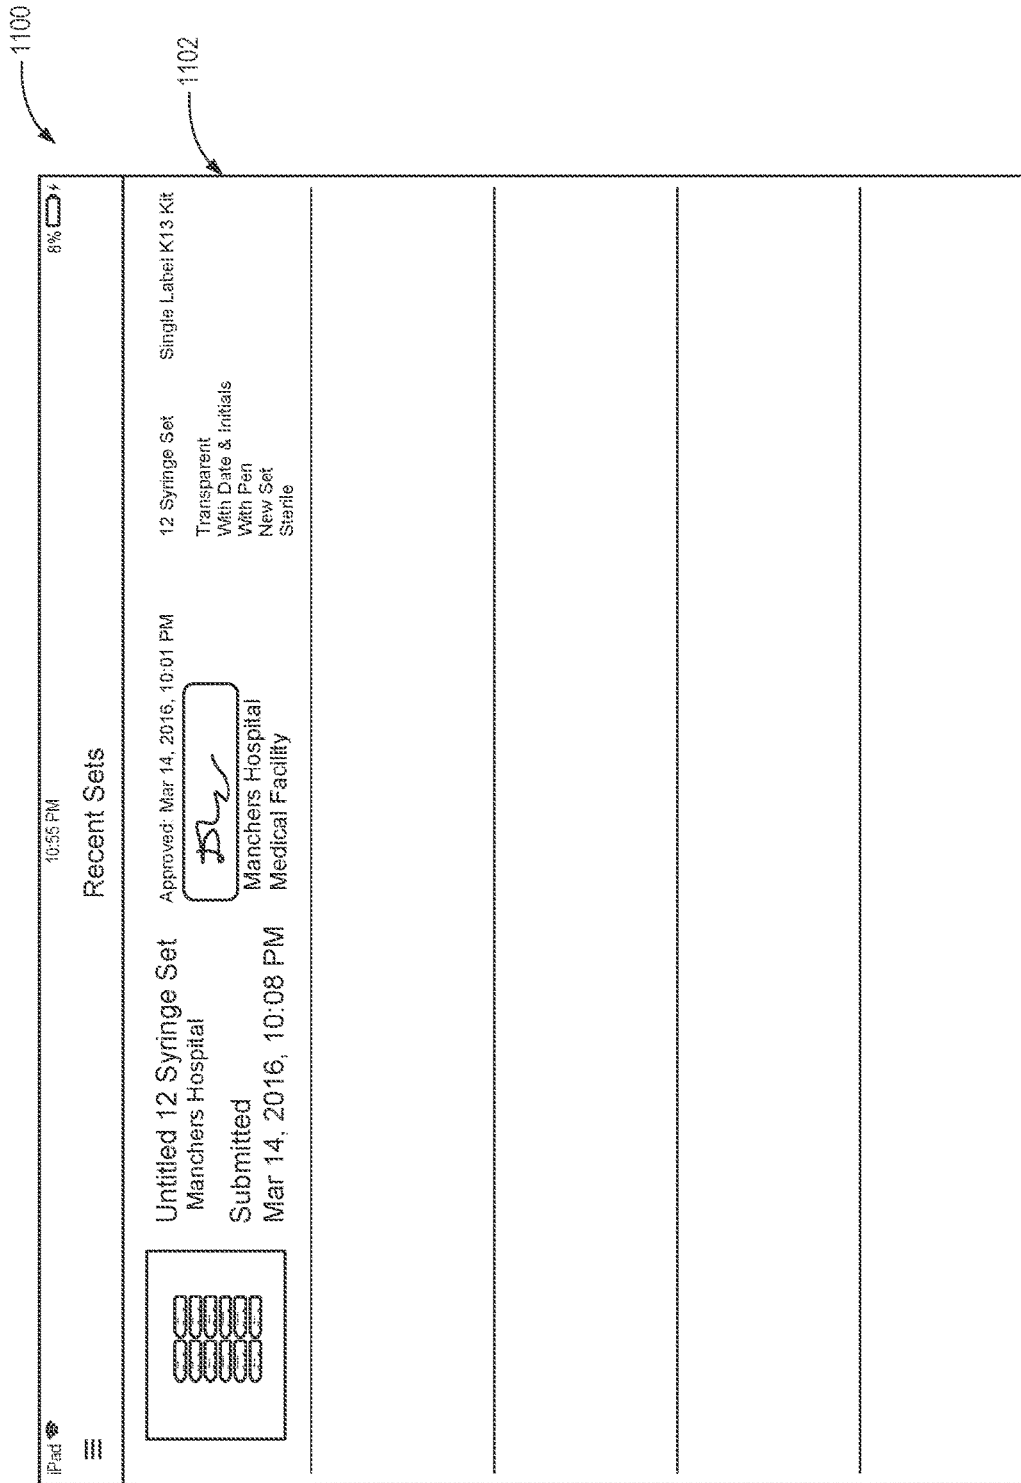 1100
iPad
10:55 PM
8%
Recent Sets
1102
Untitled 12 Syringe Set
Manchers Hospital
Submitted
Mar 14, 2016, 10:08 PM
Approved: Mar 14, 2016, 10:01 PM
Manchers Hospital
Medical Facility
12 Syringe Set
Transparent
With Date & Initials
With Pen
New Set
Sterile
Single Label K13 Kit